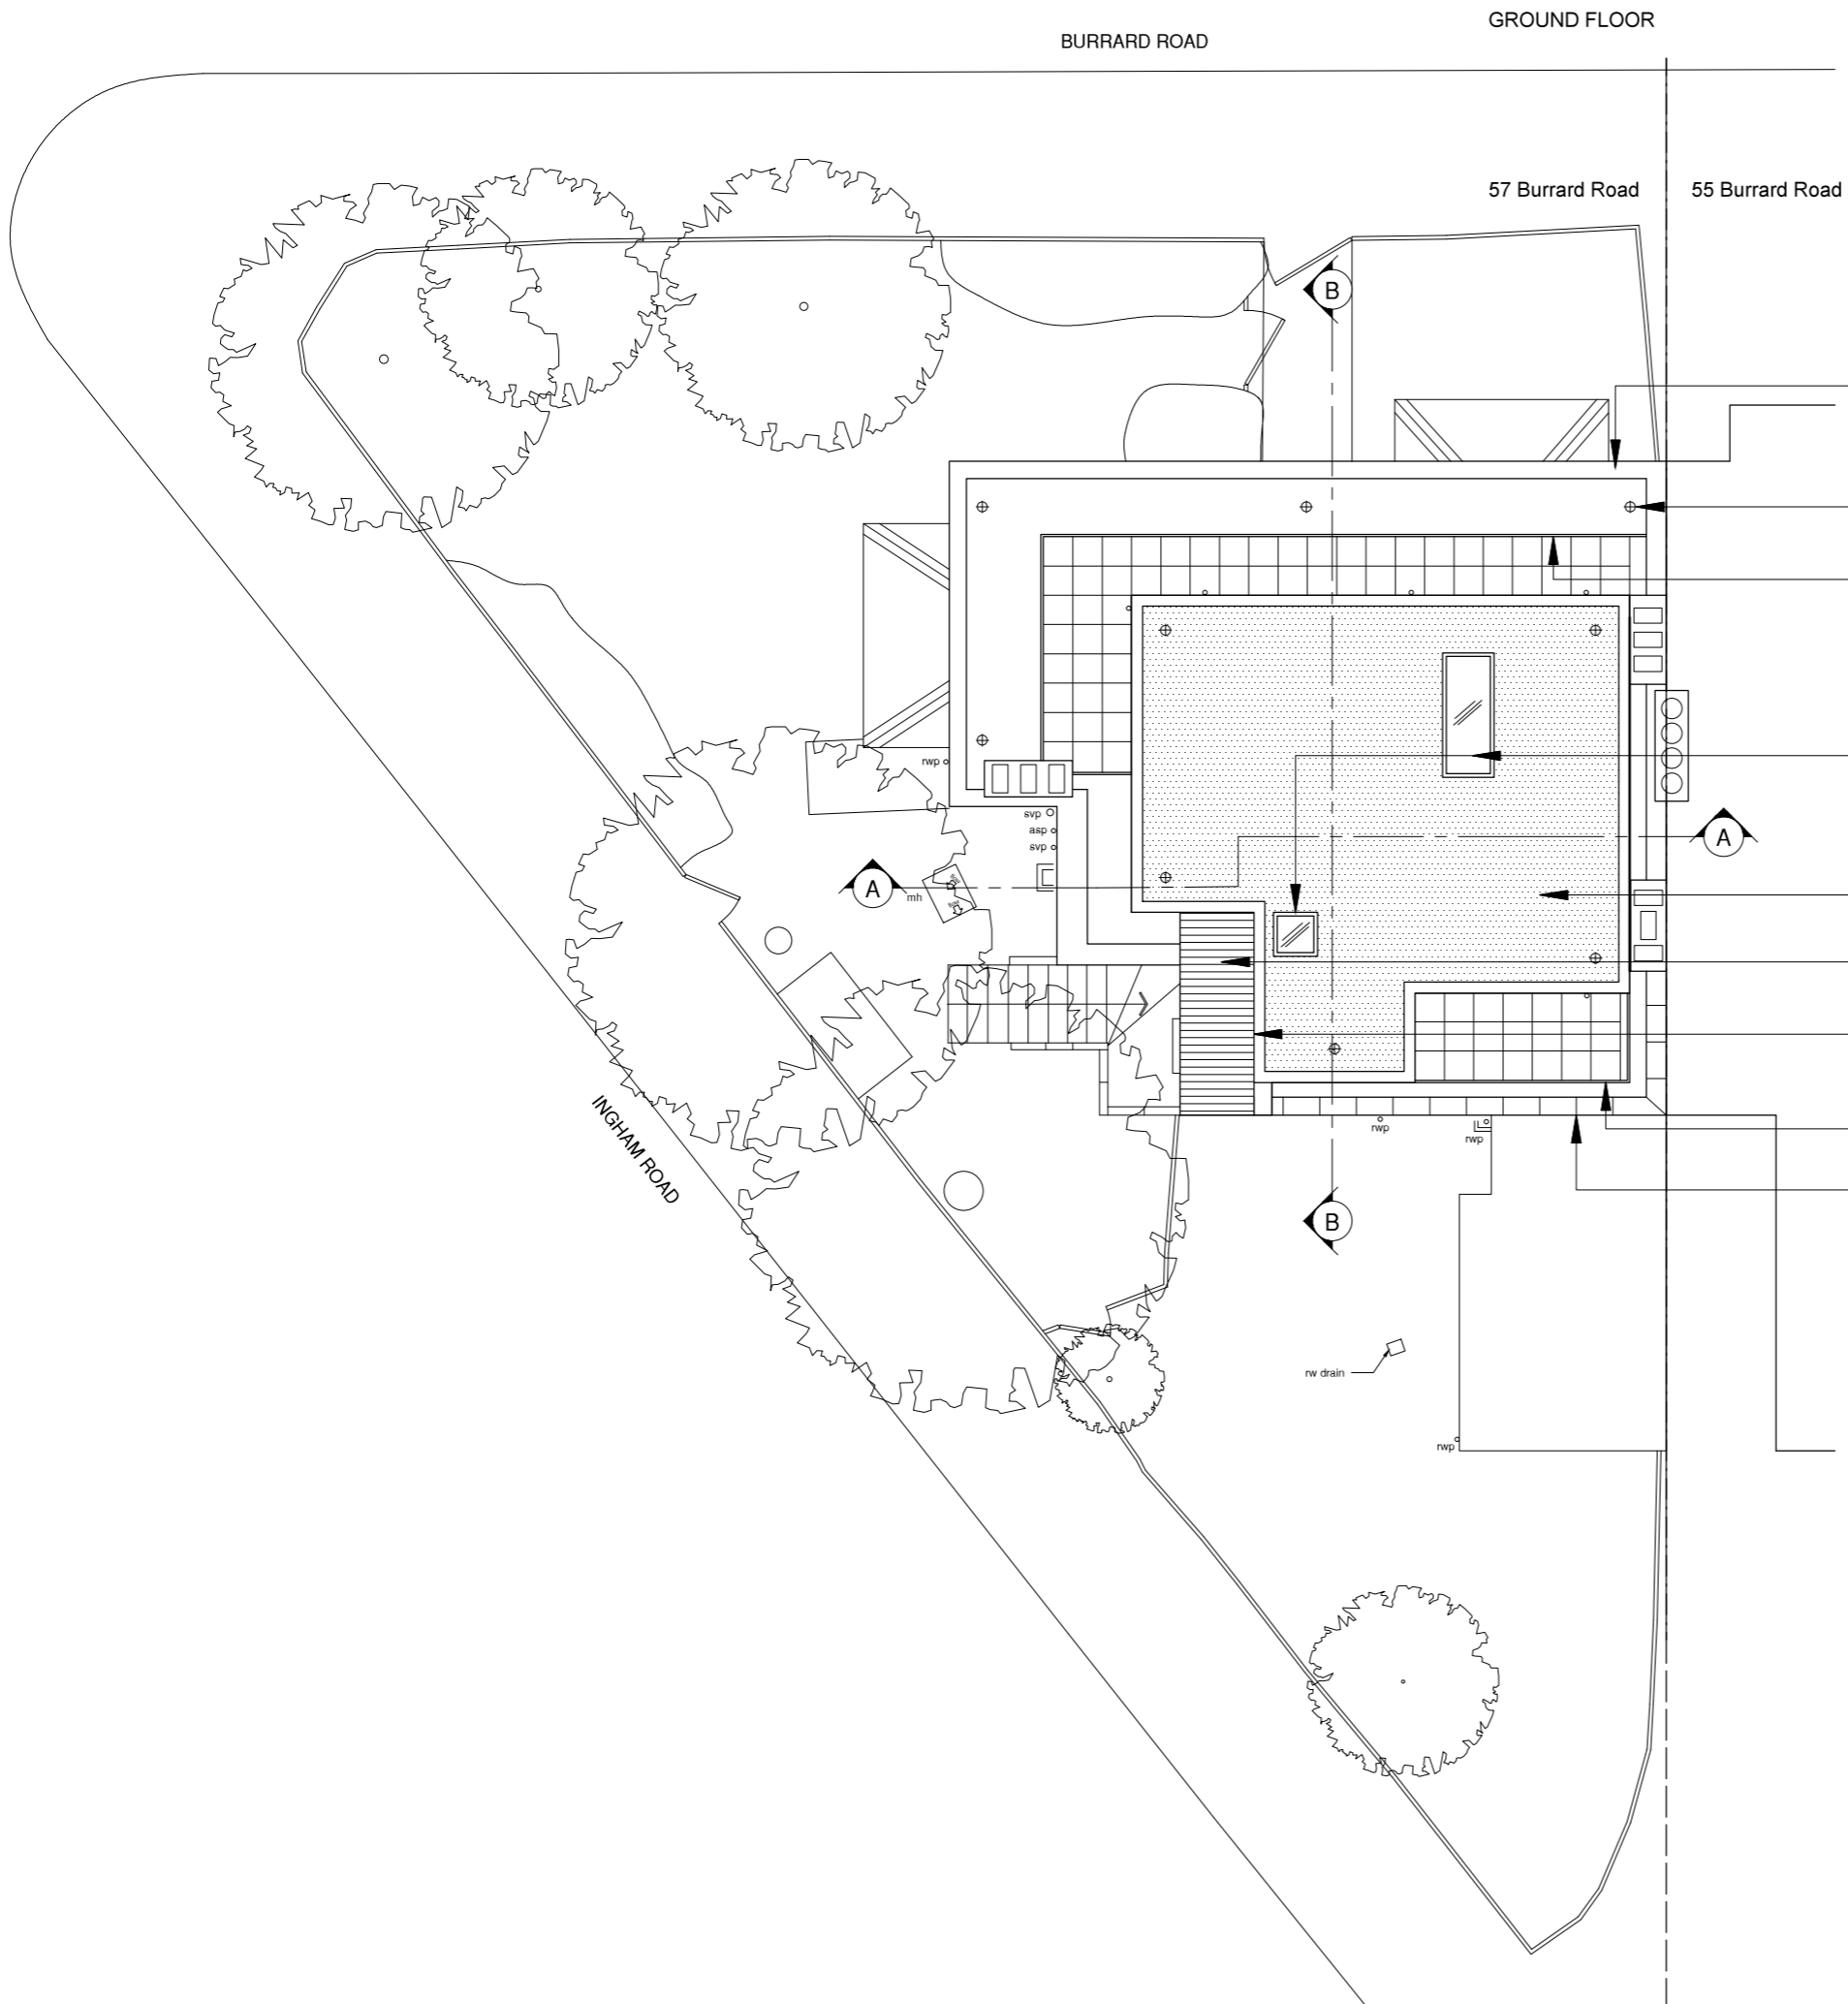 GROUND FLOOR
BURRARD ROAD
57 Burrard Road
55 Burrard Road
B
rwp
svp
asp
svp
A
A
mh
INGHAM ROAD
rwp
rwp
B
rw drain
rwp